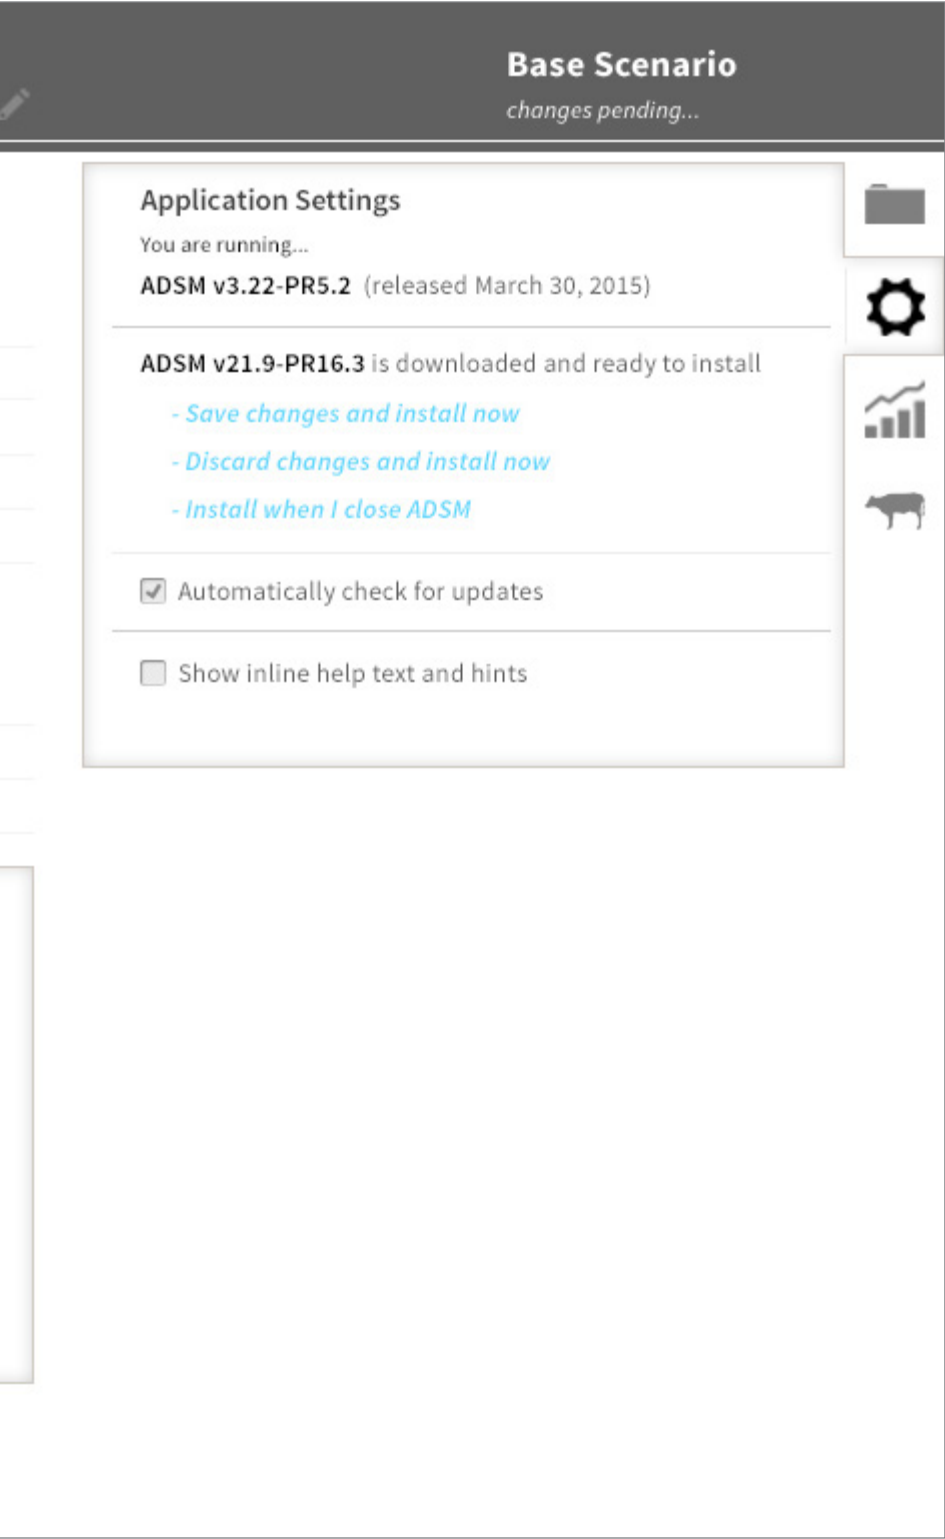 Base Scenario
changes pending...
Application Settings
You are running...
ADSM v3.22-PR5.2 (released March 30, 2015)
ADSM v21.9-PR16.3 is downloaded and ready to install
- Save changes and install now
- Discard changes and install now
- Install when I close ADSM
Automatically check for updates
Show inline help text and hints